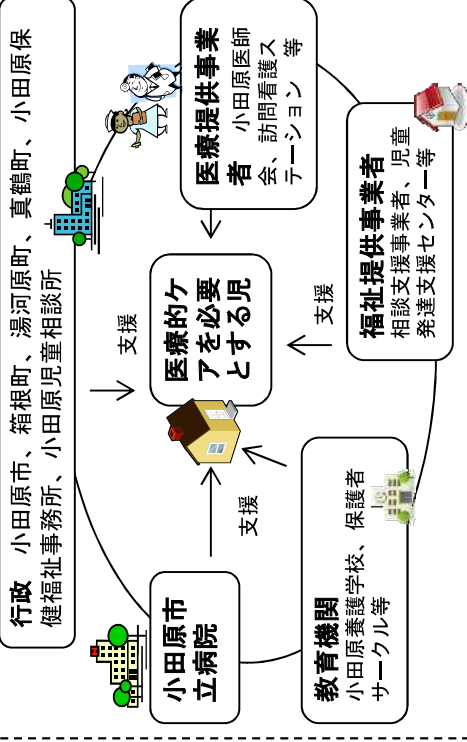 行政　小田原市、箱根町、湯河原町、真鶴町、小田原保
健福祉事務所、小田原児童相談所
小田原市
立病院
支援
医療的ケ
アを必要
とする児
支援
医療提供事業
者　小田原医師
会、訪問看護ス
テーション　等
教育機関
小田原養護学校、保護者
サークル等
支援
福祉提供事業者
相談支援事業者、児童
発達支援センター等